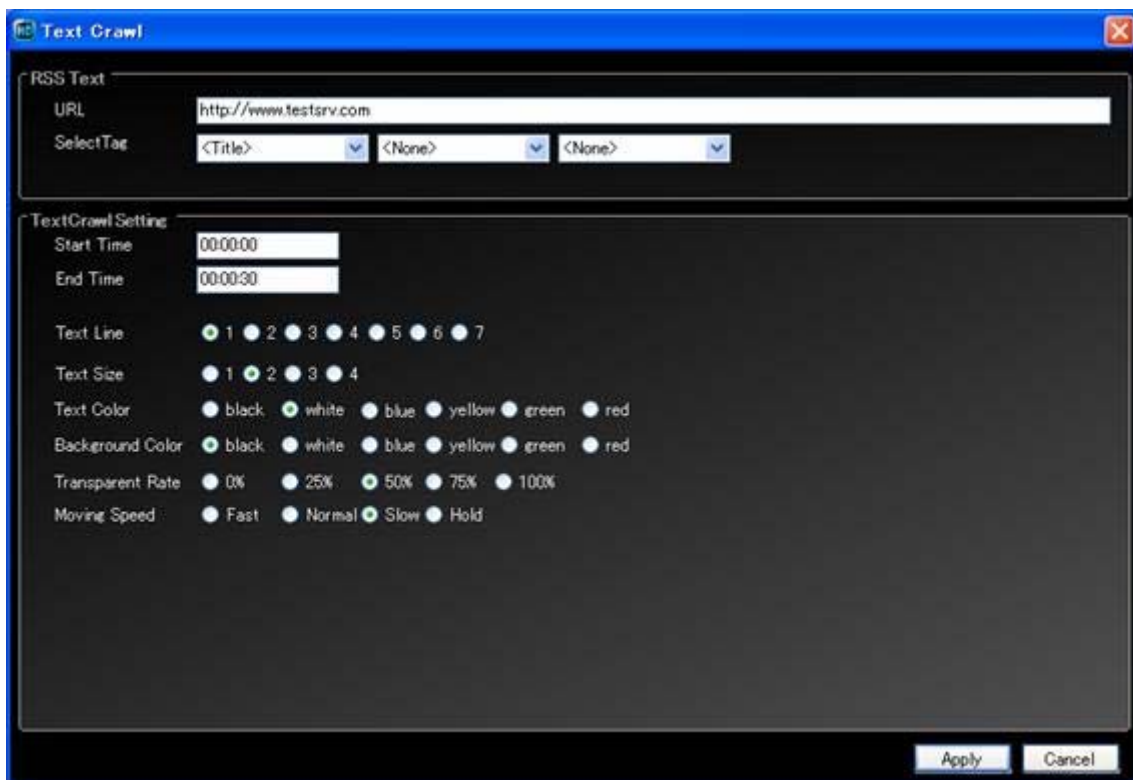 Text Crawl
RSS Text
URL http://www.testsrv.com
SelectTag <Title> <None> <None>
TextCrawl Setting
Start Time 00:00:00
End Time 00:00:30
Text Line 1 2 3 4 5 6 7
Text Size 1 2 3 4
Text Color black white blue yellow green red
Background Color black white blue yellow green red
Transparent Rate 0% 25% 50% 75% 100%
Moving Speed Fast Normal Slow Hold
Apply Cancel